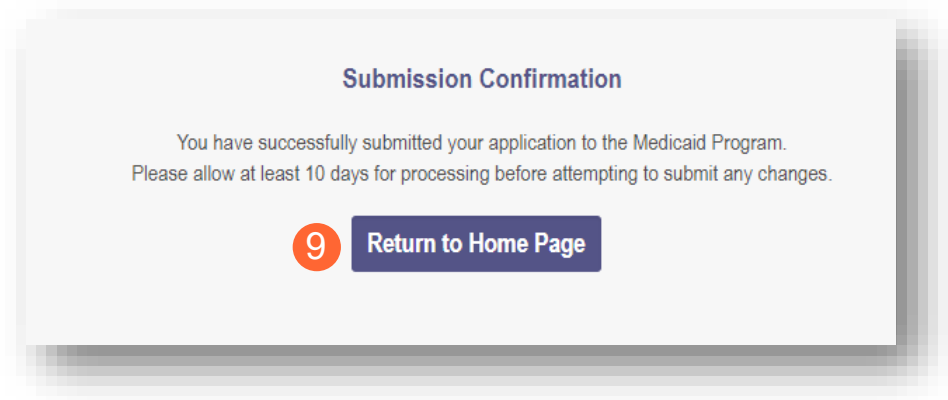 Submission Confirmation
You have successfully submitted your application to the Medicaid Program.
Please allow at least 10 days for processing before attempting to submit any changes.
9 Return to Home Page